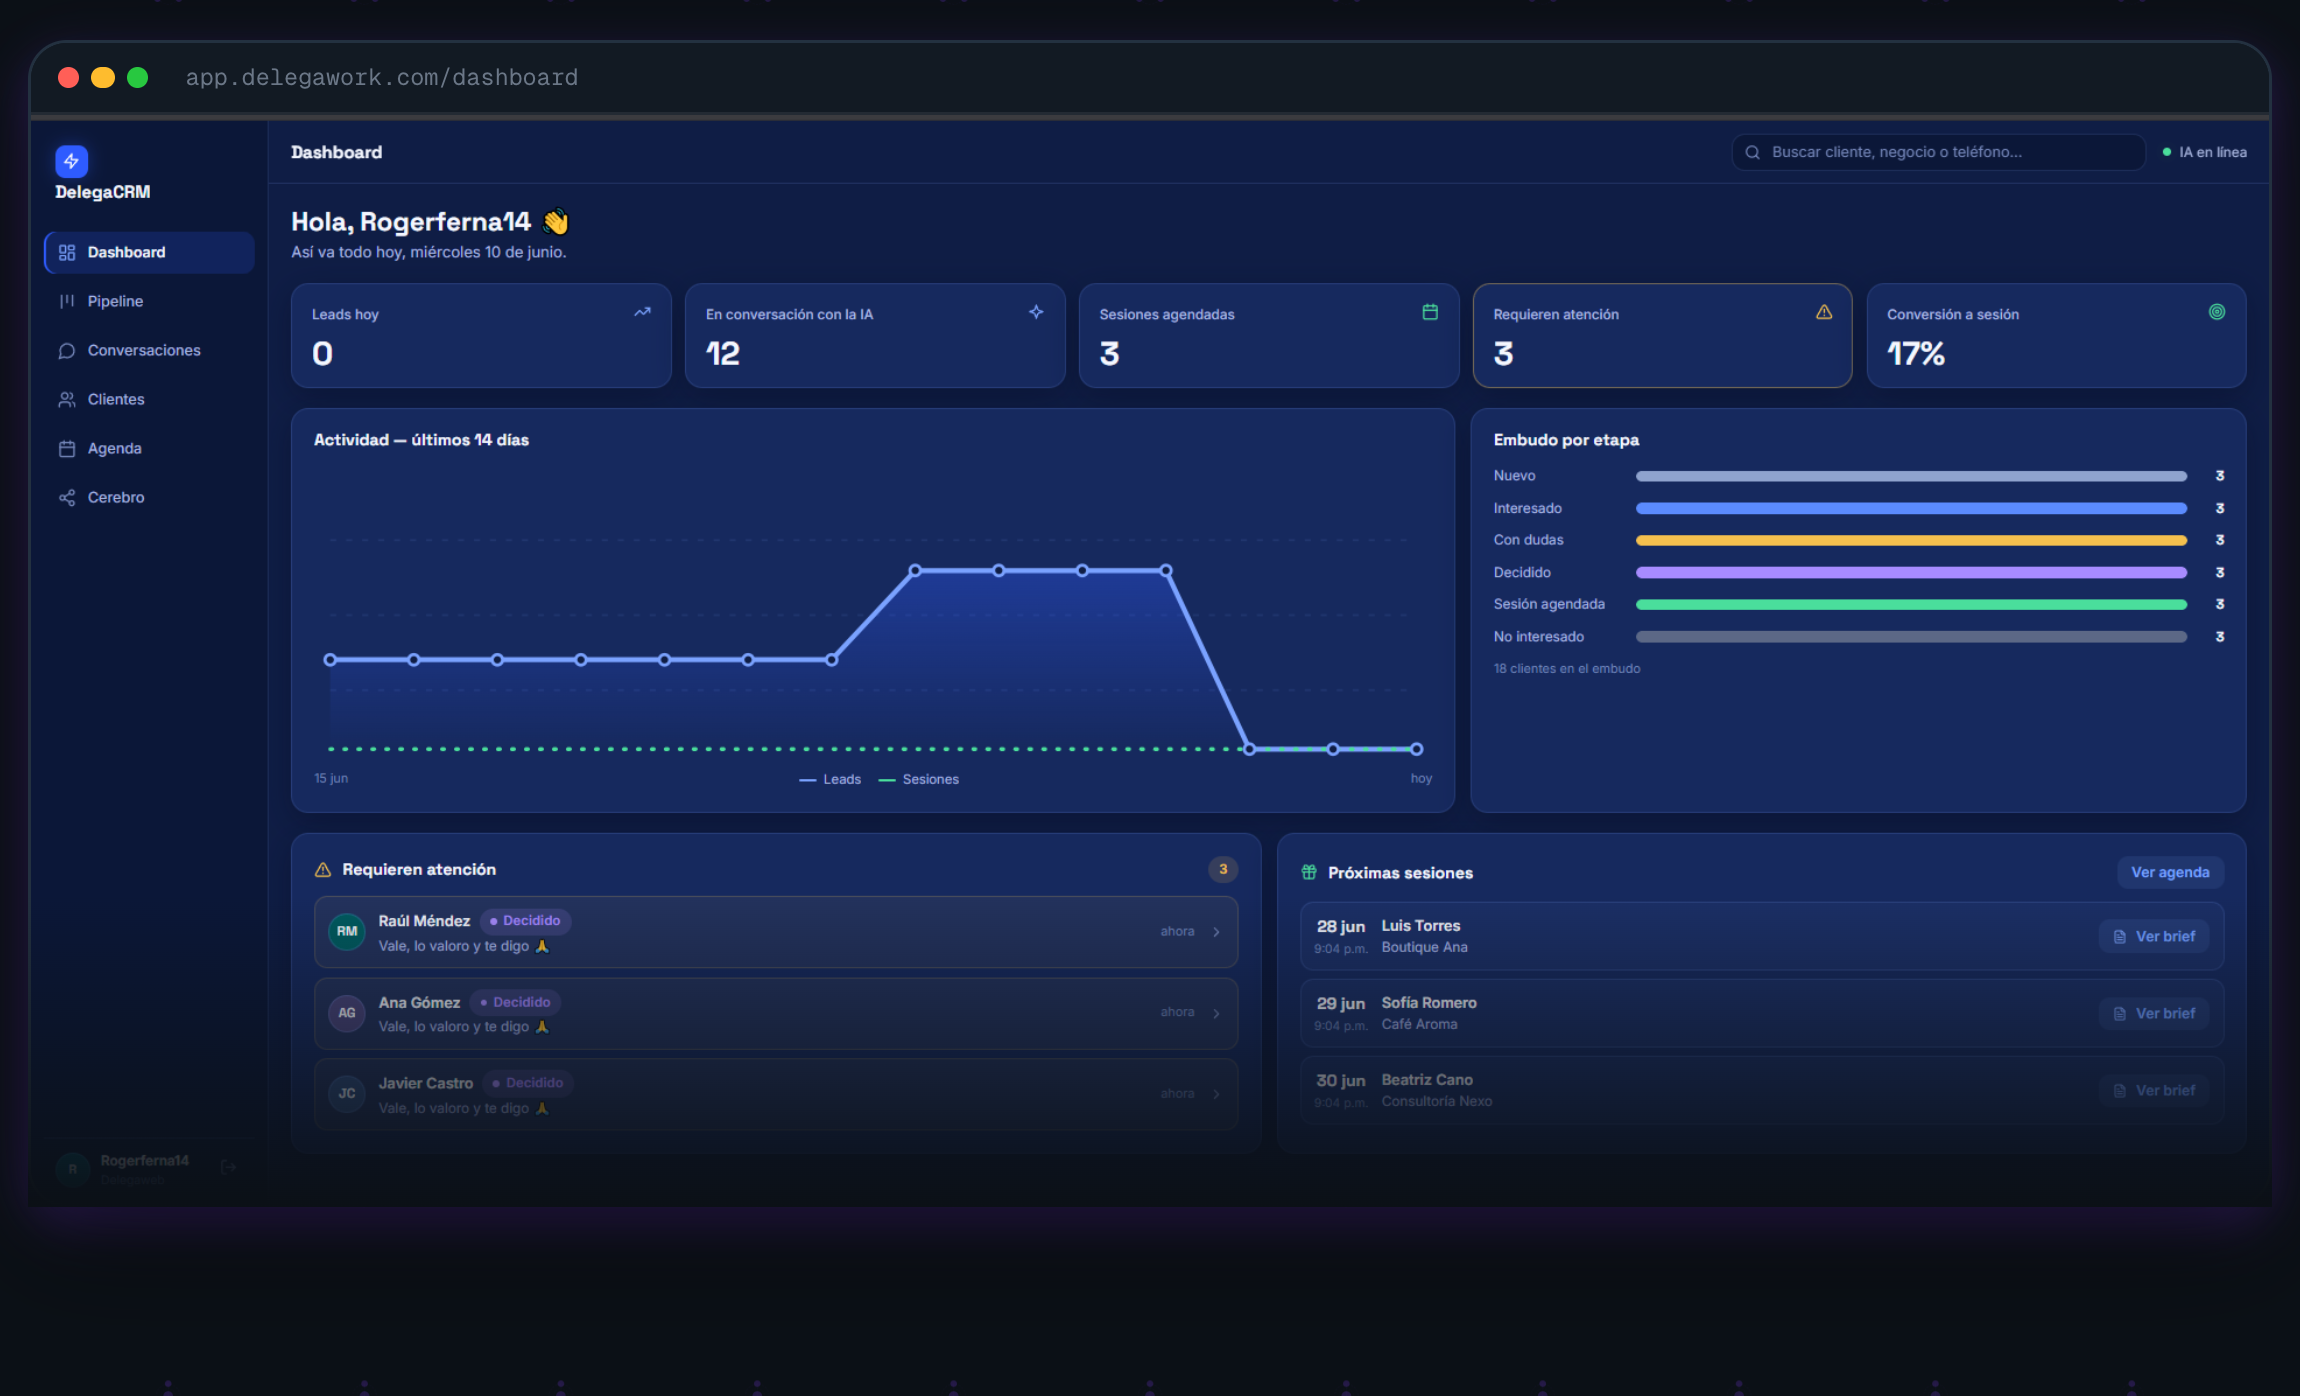 app.delegawork.com/dashboard
DelegaCRM
Dashboard
Pipeline
Conversaciones
Clientes
Agenda
Cerebro
Rogerferna14
Delegaweb
Dashboard
Buscar cliente, negocio o teléfono...
IA en línea
Hola, Rogerferna14 👋
Así va todo hoy, miércoles 10 de junio.
Leads hoy
0
En conversación con la IA
12
Sesiones agendadas
3
Requieren atención
3
Conversión a sesión
17%
Actividad — últimos 14 días
15 jun
Leads
Sesiones
hoy
Embudo por etapa
Nuevo 3
Interesado 3
Con dudas 3
Decidido 3
Sesión agendada 3
No interesado 3
18 clientes en el embudo
Requieren atención 3
RM
Raúl Méndez Decidido
Vale, lo valoro y te digo 🙏
ahora
AG
Ana Gómez Decidido
Vale, lo valoro y te digo 🙏
ahora
JC
Javier Castro Decidido
Vale, lo valoro y te digo 🙏
ahora
Próximas sesiones
Ver agenda
28 jun Luis Torres
9:04 p.m. Boutique Ana
Ver brief
29 jun Sofía Romero
9:04 p.m. Café Aroma
Ver brief
30 jun Beatriz Cano
9:04 p.m. Consultoría Nexo
Ver brief
R